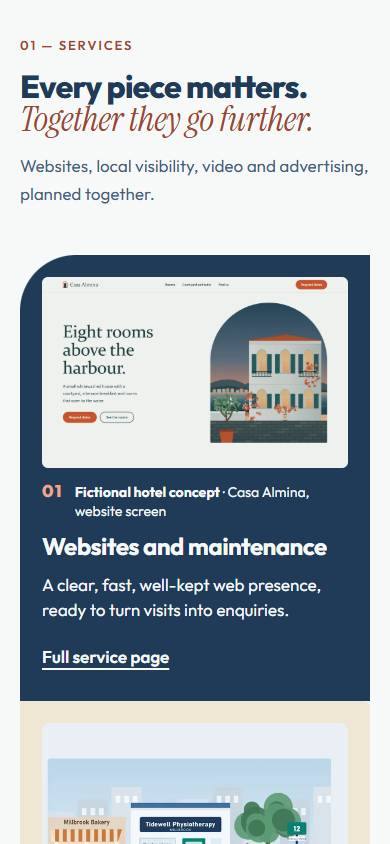 01 — SERVICES
Every piece matters.
Together they go further.
Websites, local visibility, video and advertising,
planned together.
Casa Almina
Eight rooms
above the
harbour.
01 Fictional hotel concept · Casa Almina,
website screen
Websites and maintenance
A clear, fast, well-kept web presence,
ready to turn visits into enquiries.
Full service page
Millbrook Bakery
Tidewell Physiotherapy
12